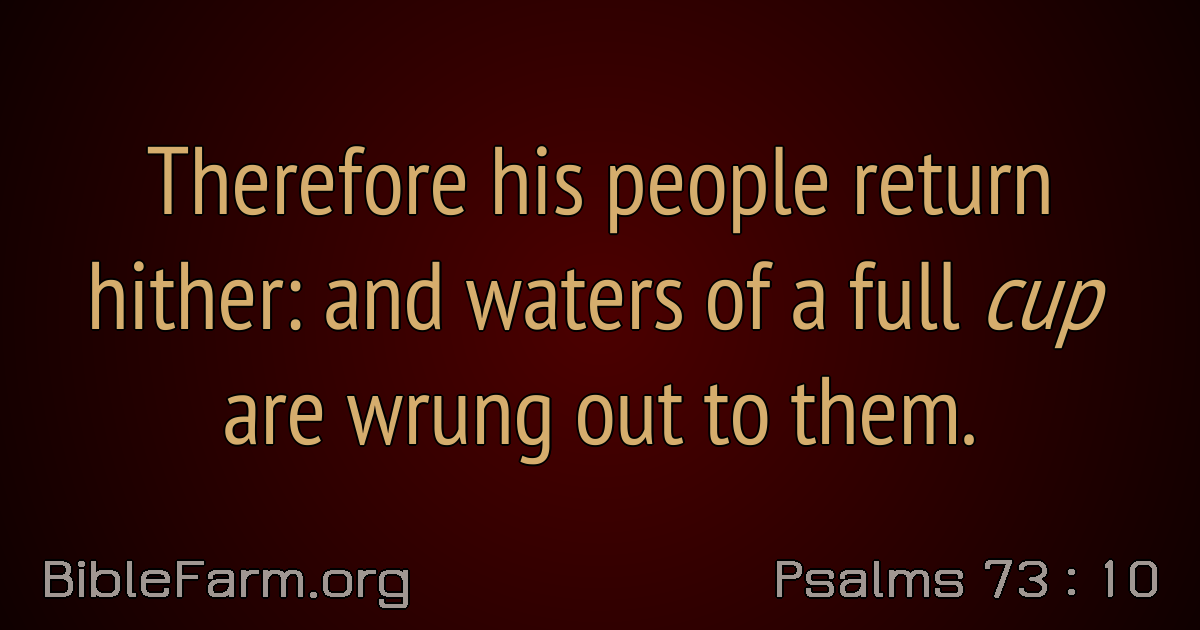 Therefore his people return
hither: and waters of a full cup
are wrung out to them.
BibleFarm.org
Psalms 73 : 10